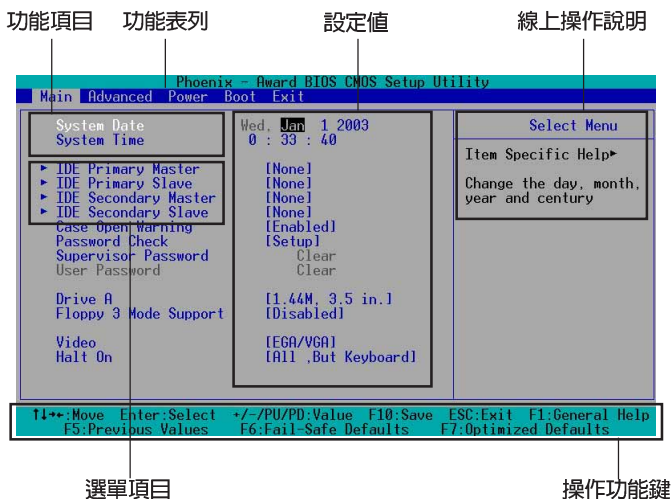 功能項目 功能表列 設定值 線上操作說明
Phoenix - Award BIOS CMOS Setup Utility
Main Advanced Power Boot Exit
System Date Wed, Jan 1 2003 Select Menu
System Time 0 : 33 : 40
Item Specific Help►
► IDE Primary Master [None]
► IDE Primary Slave [None] Change the day, month,
► IDE Secondary Master [None] year and century
► IDE Secondary Slave [None]
Case Open Warning [Enabled]
Password Check [Setup]
Supervisor Password Clear
User Password Clear
Drive A [1.44M, 3.5 in.]
Floppy 3 Mode Support [Disabled]
Video [EGA/VGA]
Halt On [All ,But Keyboard]
↑↓→←:Move Enter:Select +/-/PU/PD:Value F10:Save ESC:Exit F1:General Help
F5:Previous Values F6:Fail-Safe Defaults F7:Optimized Defaults
選單項目 操作功能鍵